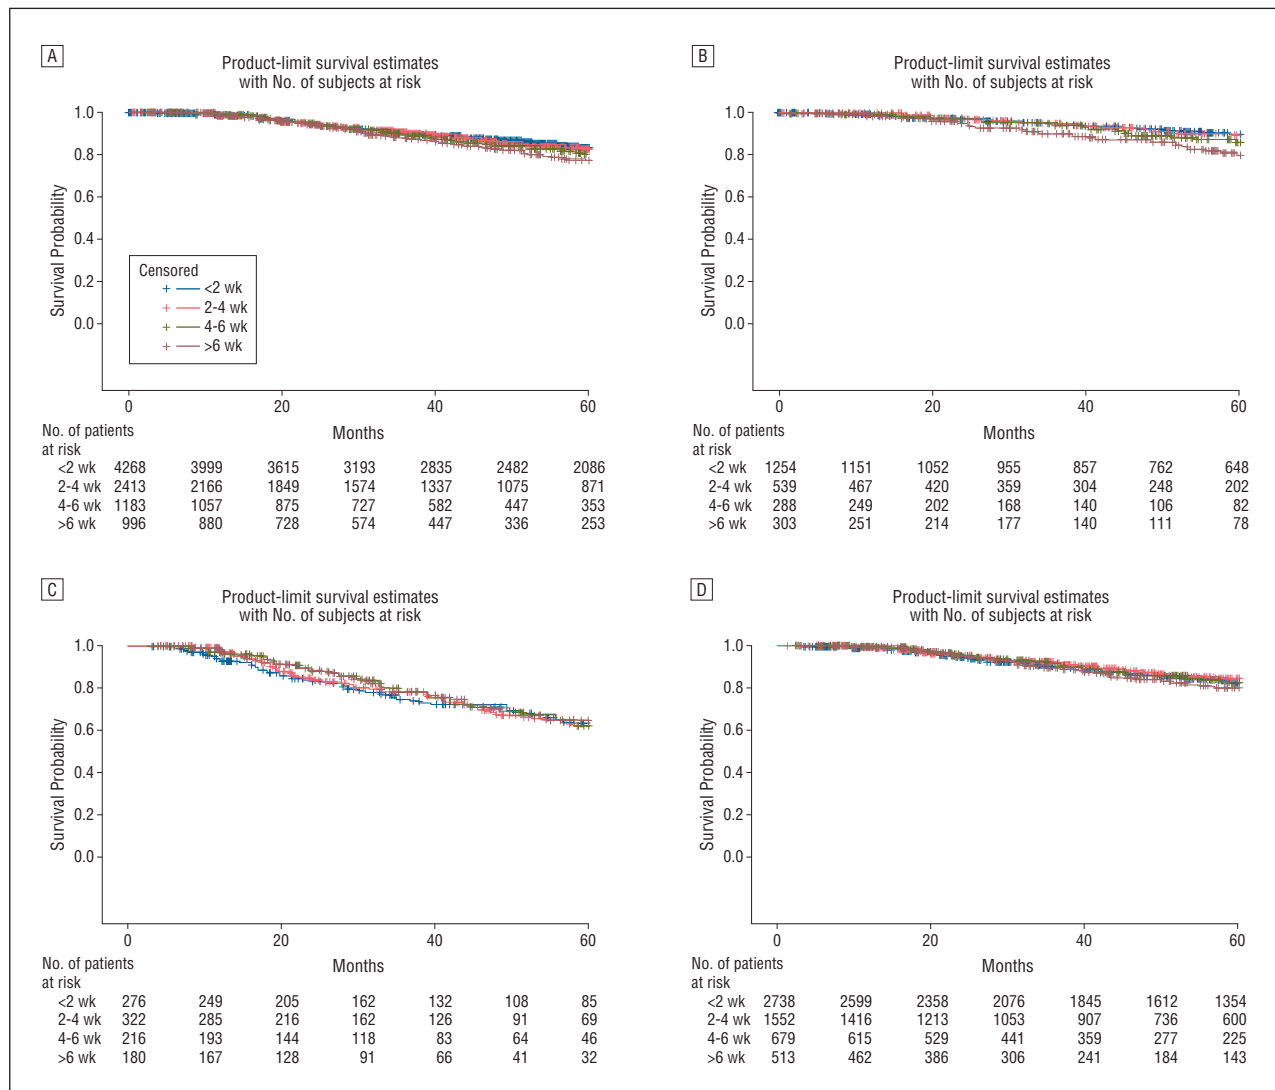 A
Product-limit survival estimates
with No. of subjects at risk
1.0
0.8
0.6
0.4
0.2
0.0
Survival Probability
Censored
<2 wk
2-4 wk
4-6 wk
>6 wk
0 20 40 60
No. of patients
at risk
Months
<2 wk 4268 3999 3615 3193 2835 2482 2086
2-4 wk 2413 2166 1849 1574 1337 1075 871
4-6 wk 1183 1057 875 727 582 447 353
>6 wk 996 880 728 574 447 336 253
B
Product-limit survival estimates
with No. of subjects at risk
1.0
0.8
0.6
0.4
0.2
0.0
Survival Probability
0 20 40 60
No. of patients
at risk
Months
<2 wk 1254 1151 1052 955 857 762 648
2-4 wk 539 467 420 359 304 248 202
4-6 wk 288 249 202 168 140 106 82
>6 wk 303 251 214 177 140 111 78
C
Product-limit survival estimates
with No. of subjects at risk
1.0
0.8
0.6
0.4
0.2
0.0
Survival Probability
0 20 40 60
No. of patients
at risk
Months
<2 wk 276 249 205 162 132 108 85
2-4 wk 322 285 216 162 126 91 69
4-6 wk 216 193 144 118 83 64 46
>6 wk 180 167 128 91 66 41 32
D
Product-limit survival estimates
with No. of subjects at risk
1.0
0.8
0.6
0.4
0.2
0.0
Survival Probability
0 20 40 60
No. of patients
at risk
Months
<2 wk 2738 2599 2358 2076 1845 1612 1354
2-4 wk 1552 1416 1213 1053 907 736 600
4-6 wk 679 615 529 441 359 277 225
>6 wk 513 462 386 306 241 184 143